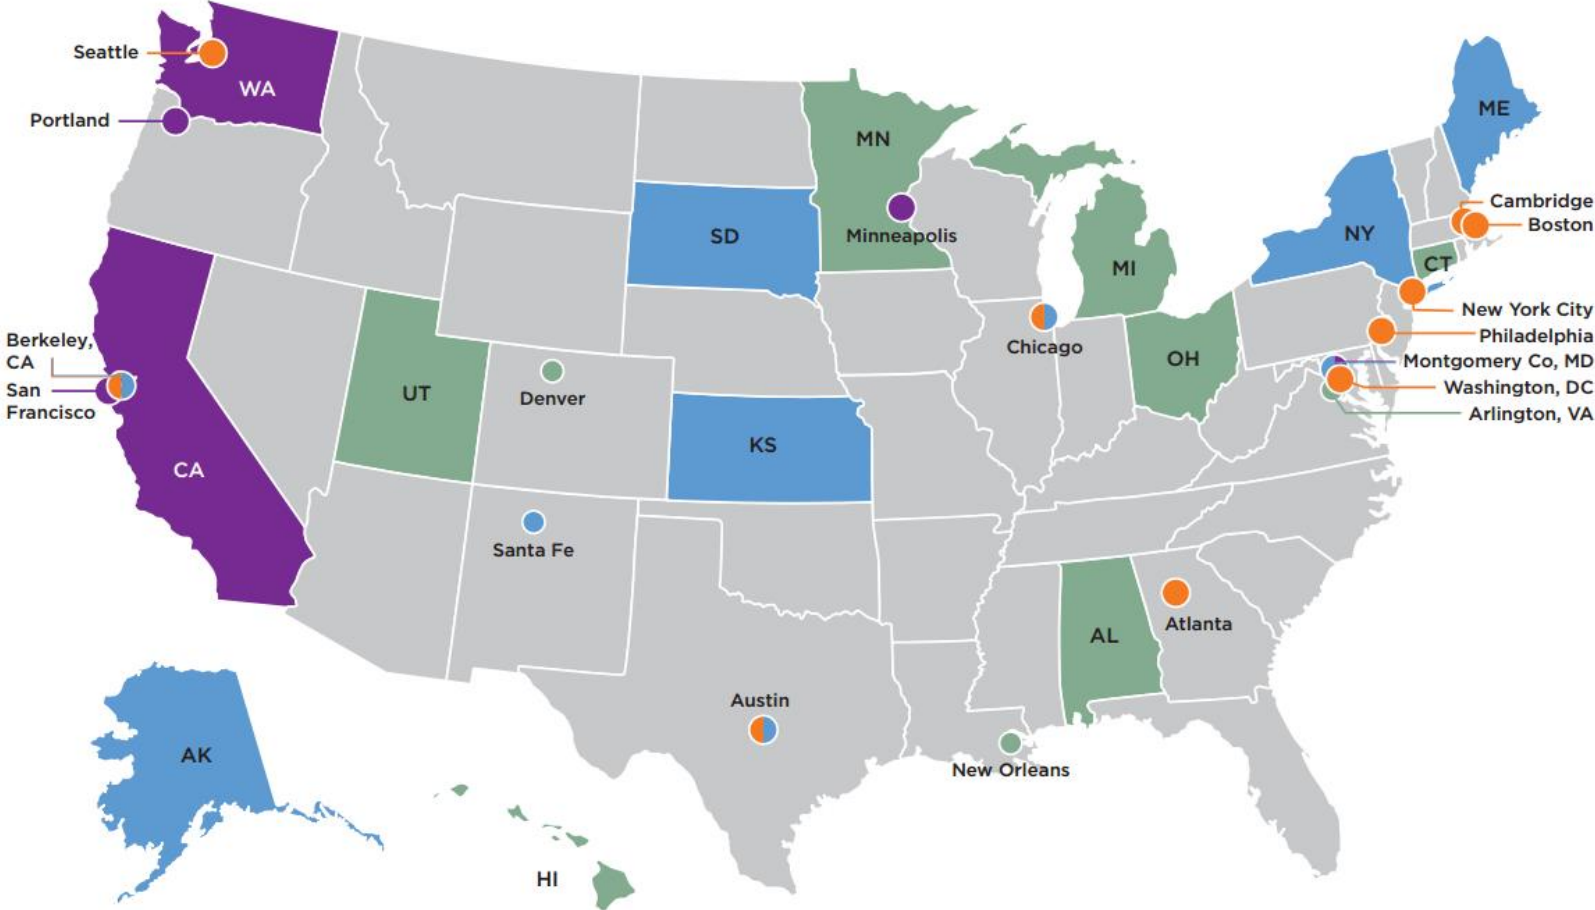 Seattle
WA
Portland
MN
ME
SD
Minneapolis
NY
Cambridge
Boston
MI
CT
New York City
Berkeley,
CA
San
Francisco
UT
Denver
Chicago
OH
Philadelphia
Montgomery Co, MD
Washington, DC
Arlington, VA
KS
CA
Santa Fe
AL
Atlanta
Austin
AK
New Orleans
HI